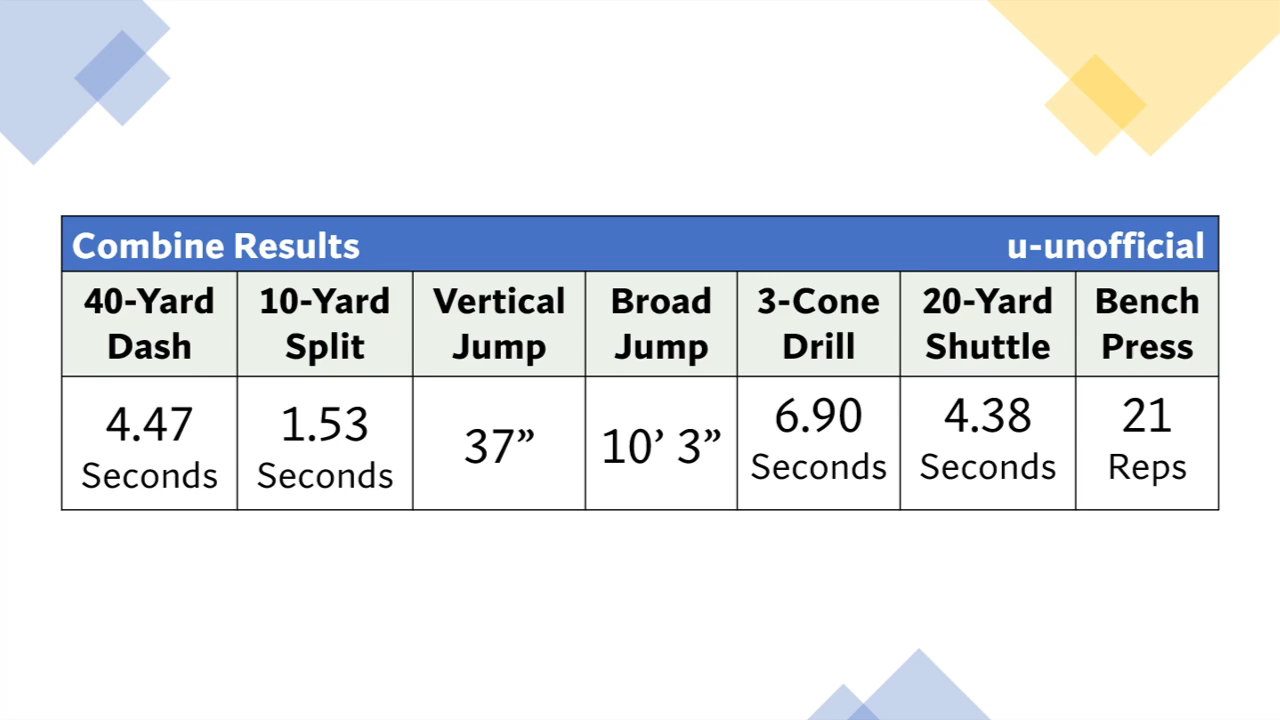 Combine Results u-unofficial
40-Yard Dash
10-Yard Split
Vertical Jump
Broad Jump
3-Cone Drill
20-Yard Shuttle
Bench Press
4.47 Seconds
1.53 Seconds
37”
10’ 3”
6.90 Seconds
4.38 Seconds
21 Reps